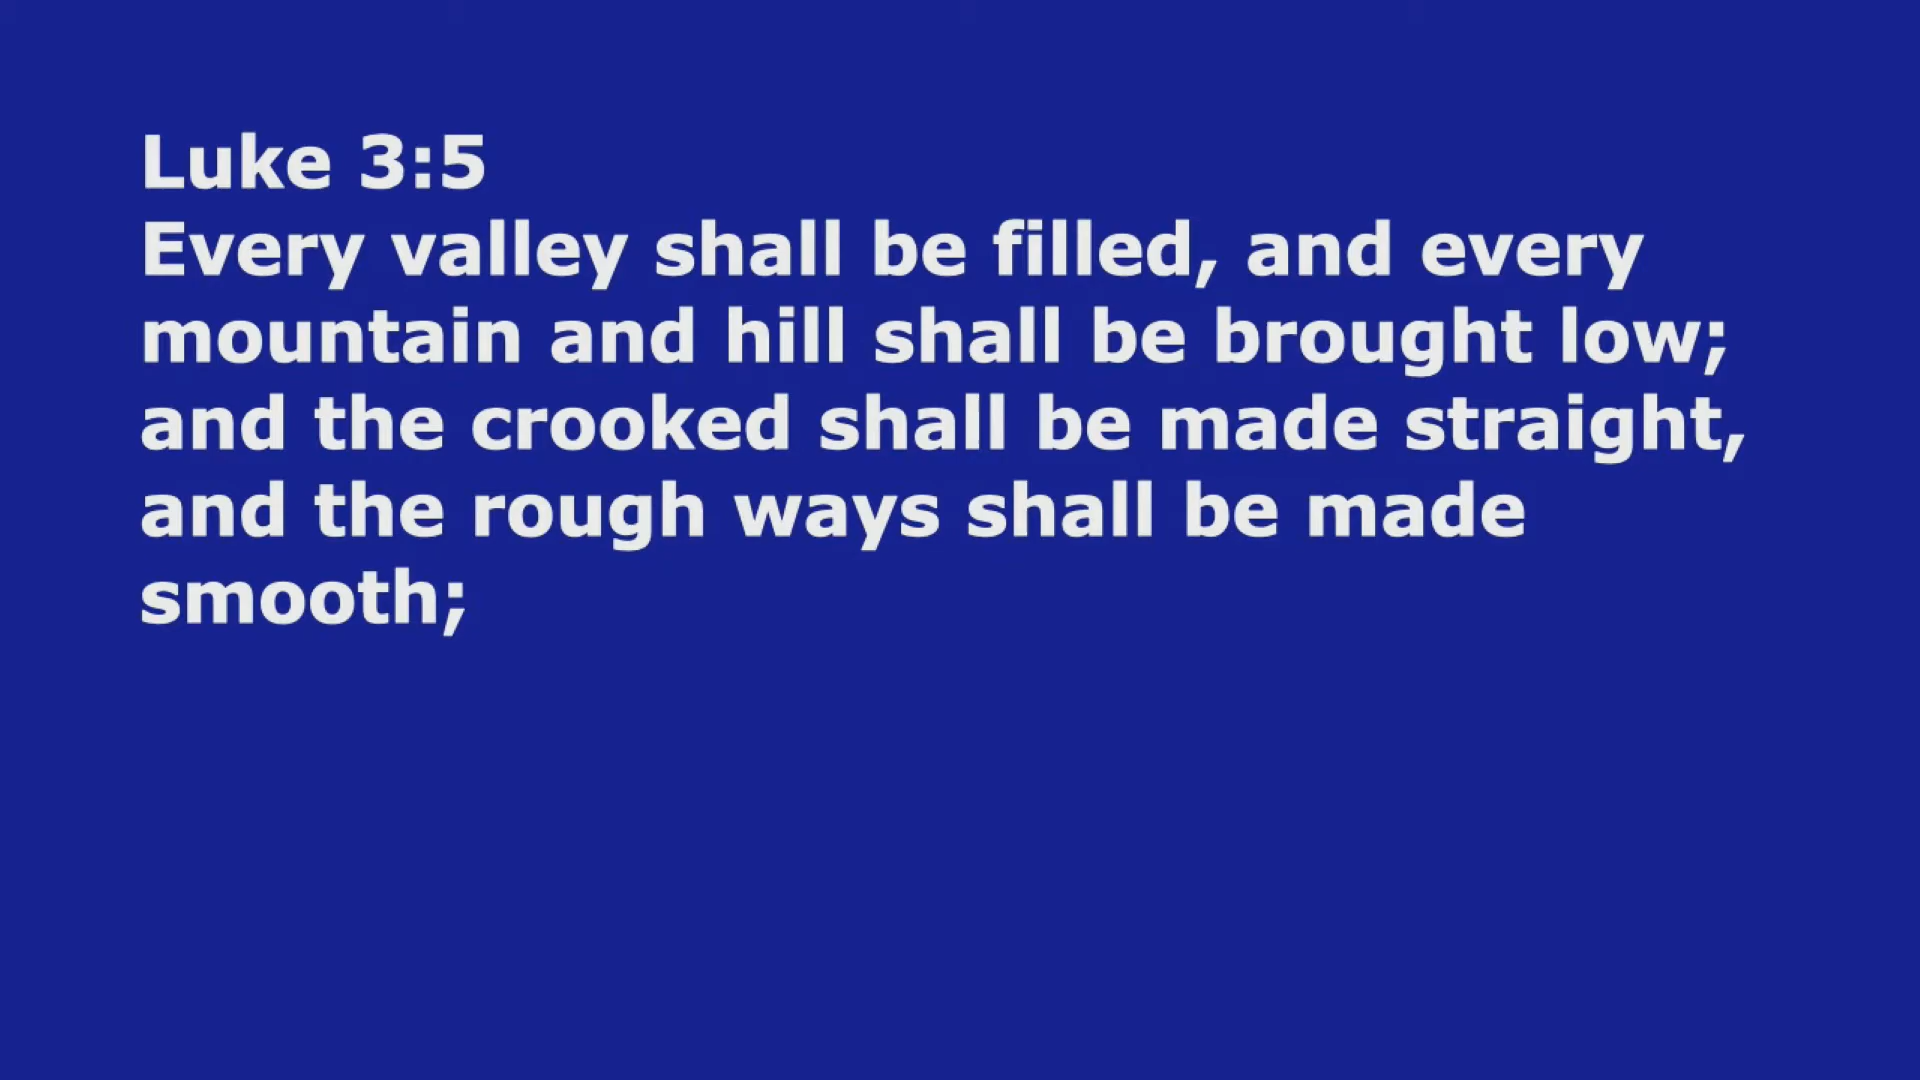 Luke 3:5
Every valley shall be filled, and every
mountain and hill shall be brought low;
and the crooked shall be made straight,
and the rough ways shall be made
smooth;